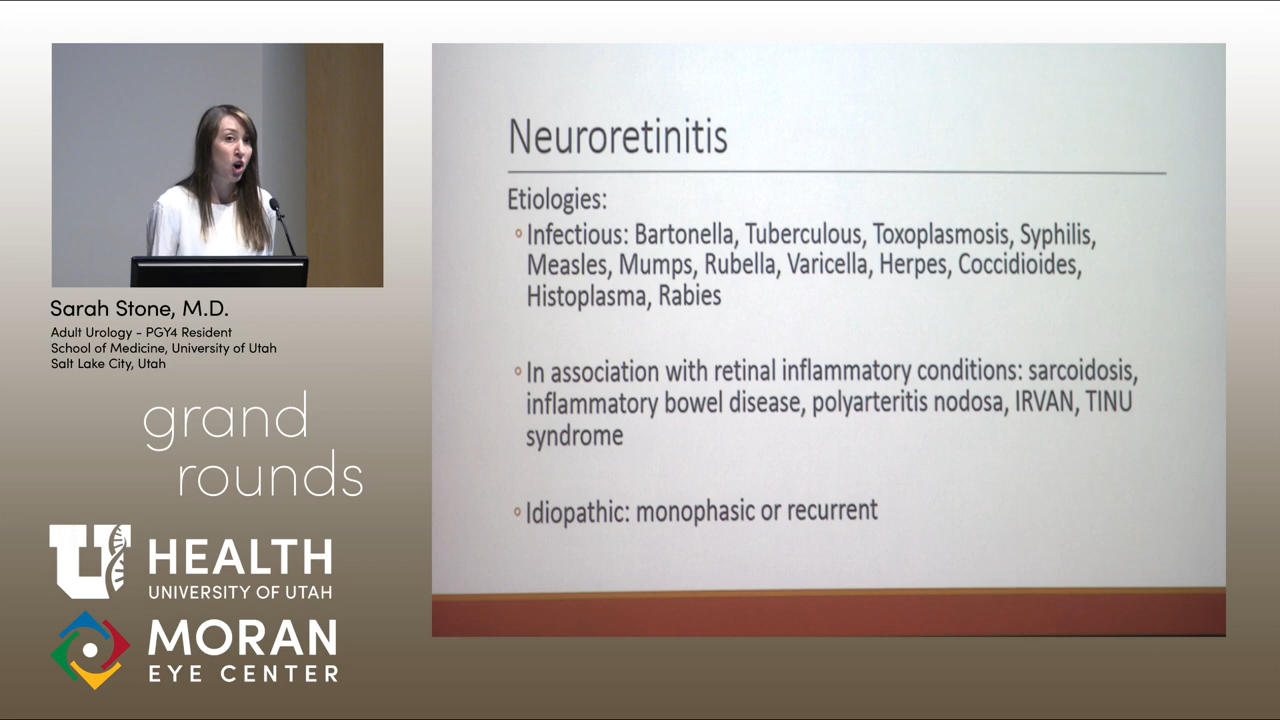 Sarah Stone, M.D.
Adult Urology - PGY4 Resident
School of Medicine, University of Utah
Salt Lake City, Utah
grand
rounds
U HEALTH
UNIVERSITY OF UTAH
MORAN
EYE CENTER
Neuroretinitis
Etiologies:
Infectious: Bartonella, Tuberculous, Toxoplasmosis, Syphilis,
Measles, Mumps, Rubella, Varicella, Herpes, Coccidioides,
Histoplasma, Rabies
In association with retinal inflammatory conditions: sarcoidosis,
inflammatory bowel disease, polyarteritis nodosa, IRVAN, TINU
syndrome
Idiopathic: monophasic or recurrent